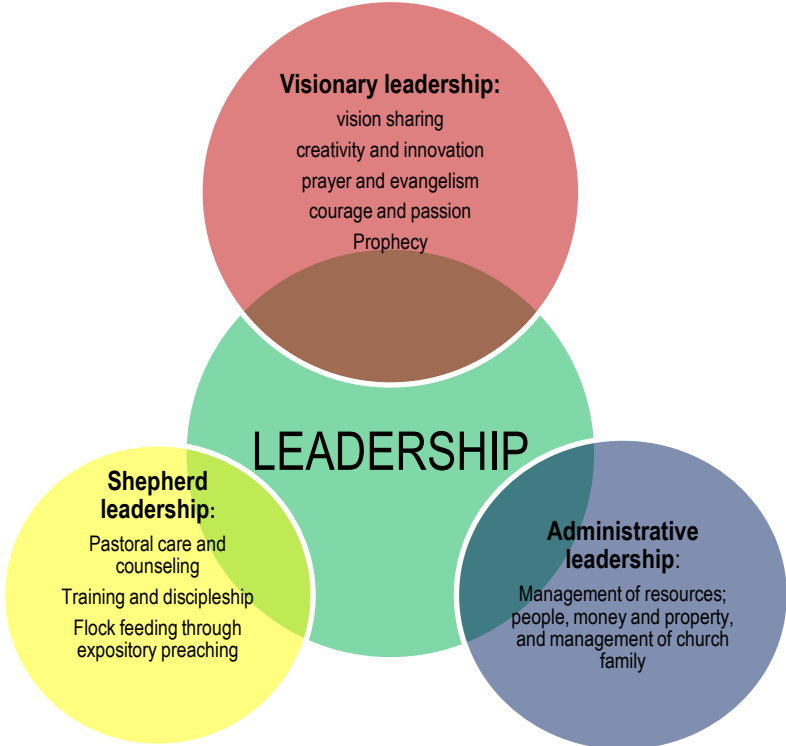 Visionary leadership:
vision sharing
creativity and innovation
prayer and evangelism
courage and passion
Prophecy
LEADERSHIP
Shepherd
leadership:
Pastoral care and
counseling
Training and discipleship
Flock feeding through
expository preaching
Administrative
leadership:
Management of resources;
people, money and property,
and management of church
family